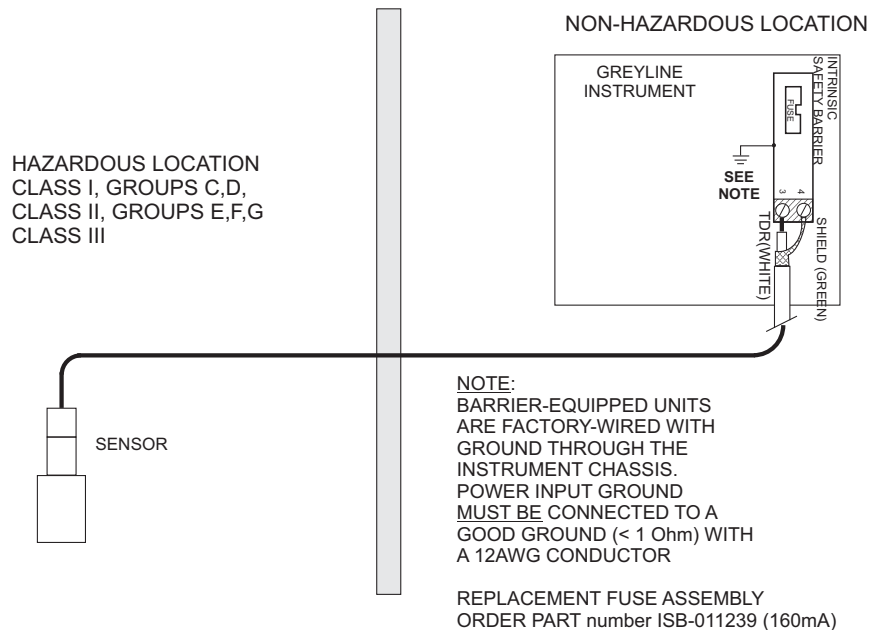 NON-HAZARDOUS LOCATION
GREYLINE
INSTRUMENT
INTRINSIC
SAFETY BARRIER
FUSE
SEE
NOTE
3 4
TDR(WHITE)
SHIELD (GREEN)
HAZARDOUS LOCATION
CLASS I, GROUPS C,D,
CLASS II, GROUPS E,F,G
CLASS III
SENSOR
NOTE:
BARRIER-EQUIPPED UNITS
ARE FACTORY-WIRED WITH
GROUND THROUGH THE
INSTRUMENT CHASSIS.
POWER INPUT GROUND
MUST BE CONNECTED TO A
GOOD GROUND (< 1 Ohm) WITH
A 12AWG CONDUCTOR
REPLACEMENT FUSE ASSEMBLY
ORDER PART number ISB-011239 (160mA)